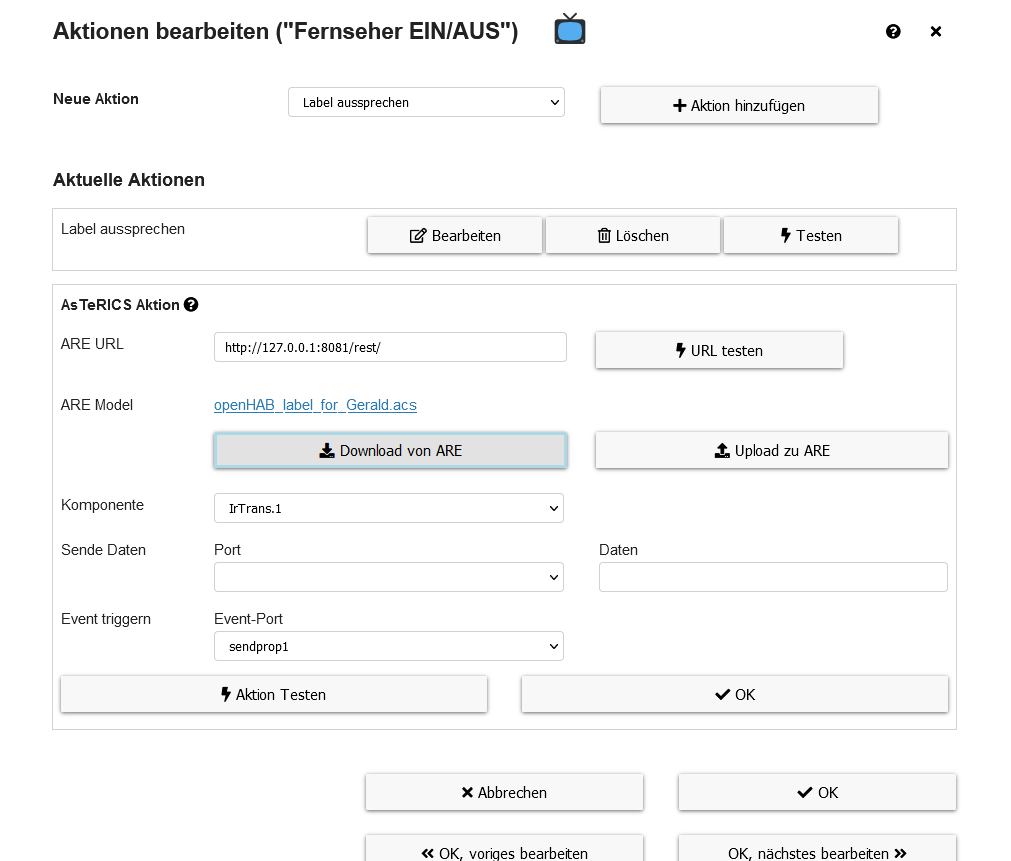 Aktionen bearbeiten ("Fernseher EIN/AUS")
Neue Aktion
Label aussprechen
Aktion hinzufügen
Aktuelle Aktionen
Label aussprechen
Bearbeiten
Löschen
Testen
AsTeRICS Aktion
ARE URL
http://127.0.0.1:8081/rest/
URL testen
ARE Model
openHAB_label_for_Gerald.acs
Download von ARE
Upload zu ARE
Komponente
IrTrans.1
Sende Daten
Port
Daten
Event triggern
Event-Port
sendprop1
Aktion Testen
OK
Abbrechen
OK
OK, voriges bearbeiten
OK, nächstes bearbeiten